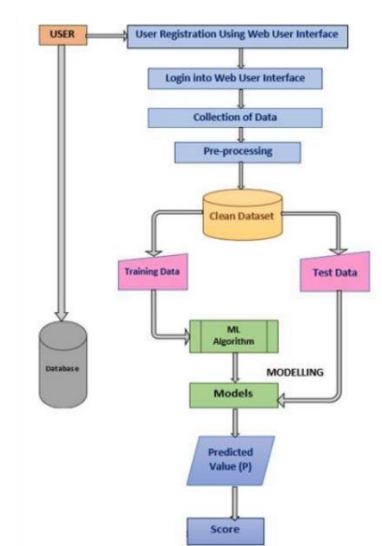 USER
User Registration Using Web User Interface
Login into Web User Interface
Collection of Data
Pre-processing
Clean Dataset
Training Data
Test Data
ML
Algorithm
MODELLING
Database
Models
Predicted
Value (P)
Score